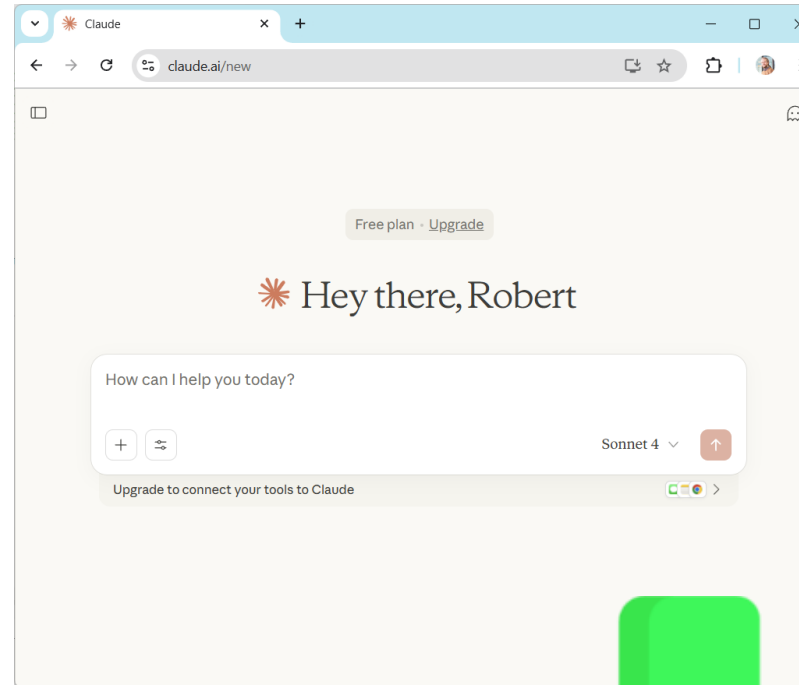 Claude
claude.ai/new
Free plan · Upgrade
Hey there, Robert
How can I help you today?
Sonnet 4
Upgrade to connect your tools to Claude